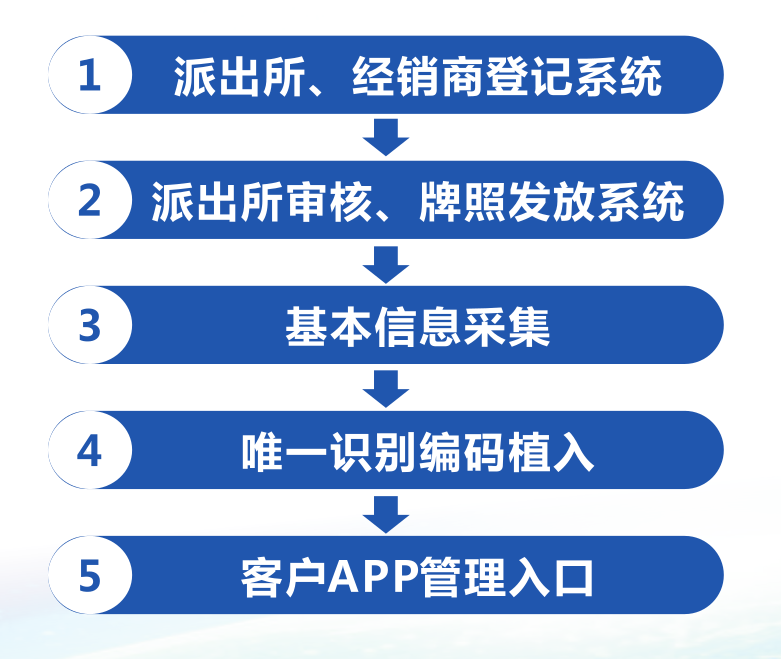 1 派出所、经销商登记系统
2 派出所审核、牌照发放系统
3 基本信息采集
4 唯一识别编码植入
5 客户APP管理入口